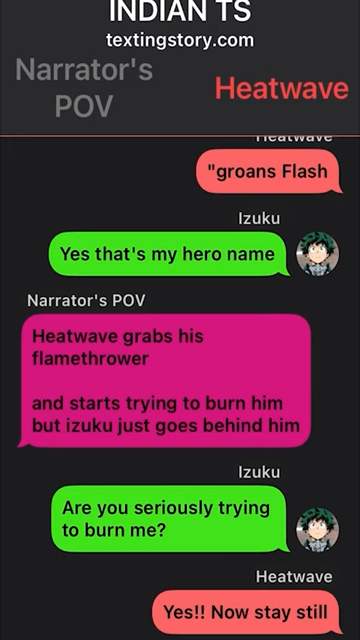 INDIAN TS
textingstory.com
Narrator's
POV
Heatwave
Heatwave
"groans Flash
Izuku
Yes that's my hero name
Narrator's POV
Heatwave grabs his
flamethrower
and starts trying to burn him
but izuku just goes behind him
Izuku
Are you seriously trying
to burn me?
Heatwave
Yes!! Now stay still